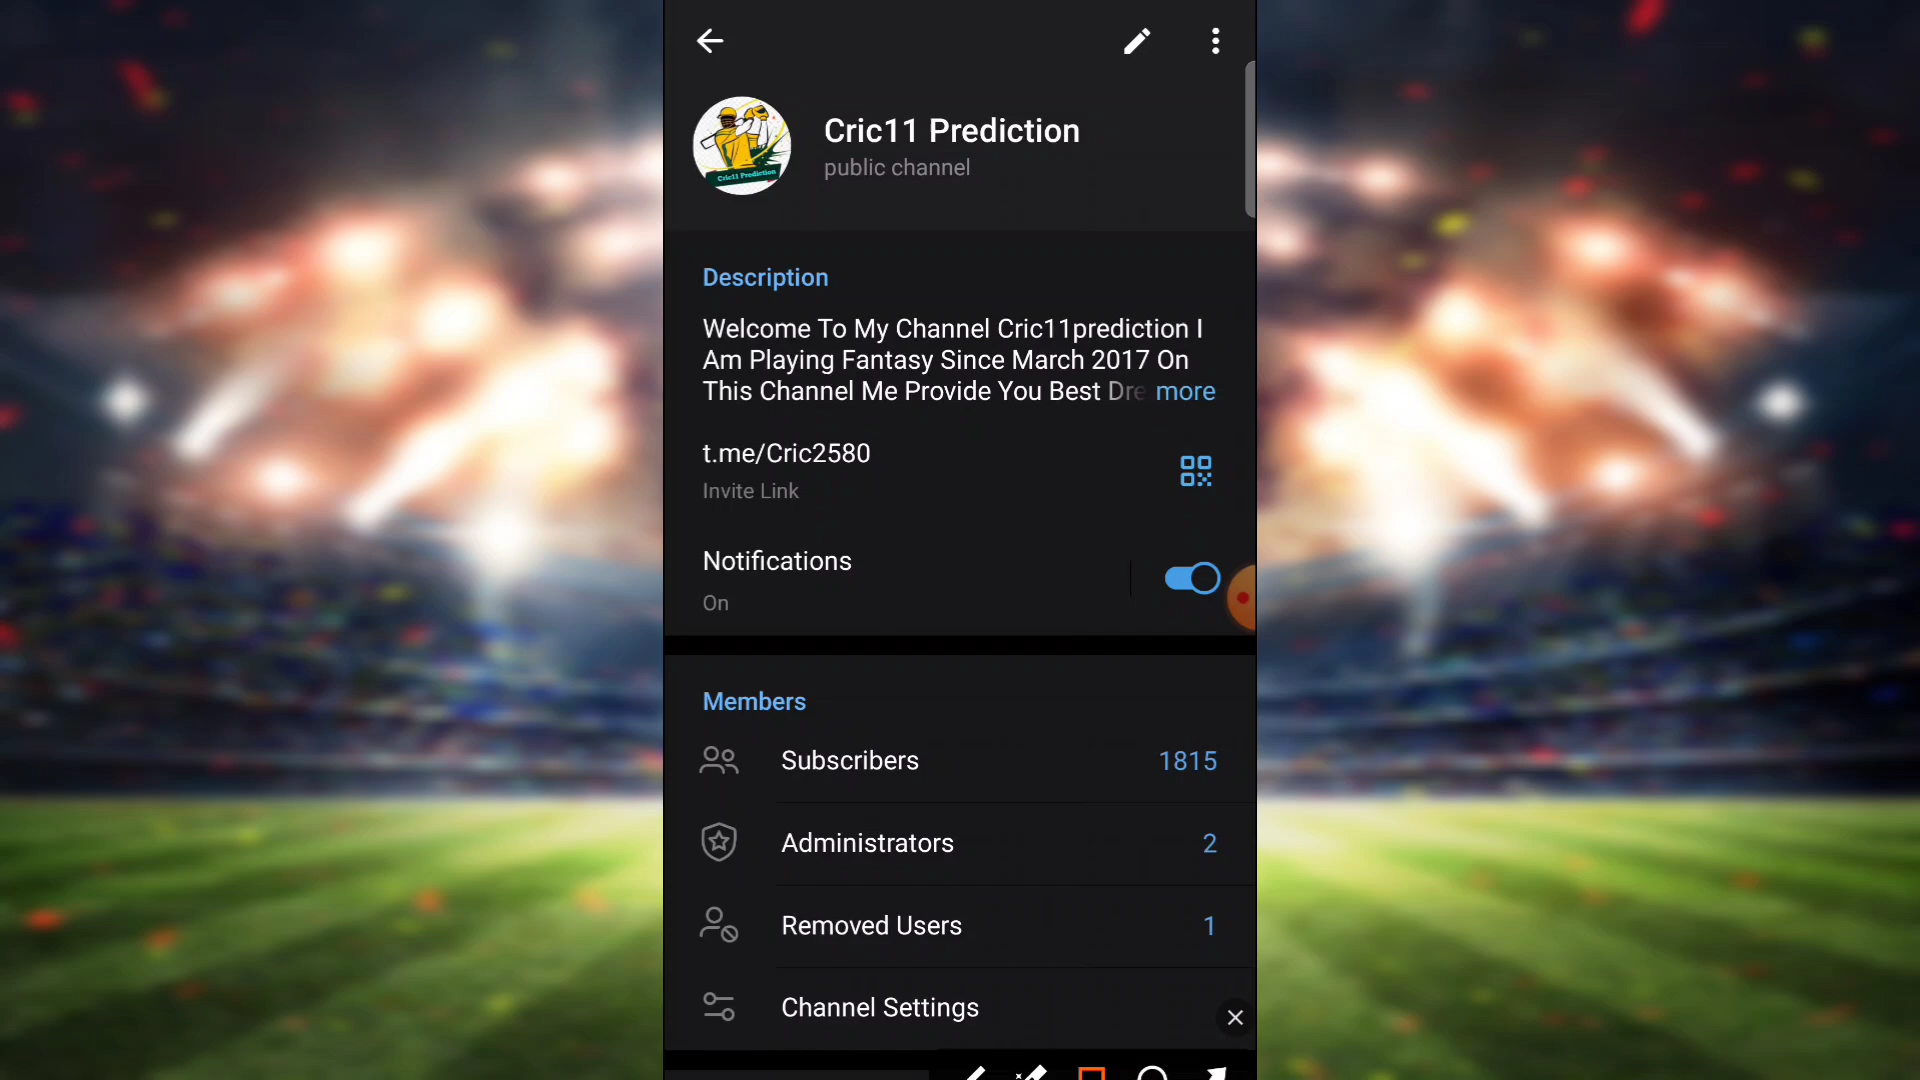 Cric11 Prediction
public channel
Cric11 Prediction
Description
Welcome To My Channel Cric11prediction I
Am Playing Fantasy Since March 2017 On
This Channel Me Provide You Best Dre more
t.me/Cric2580
Invite Link
Notifications
On
Members
Subscribers 1815
Administrators 2
Removed Users 1
Channel Settings